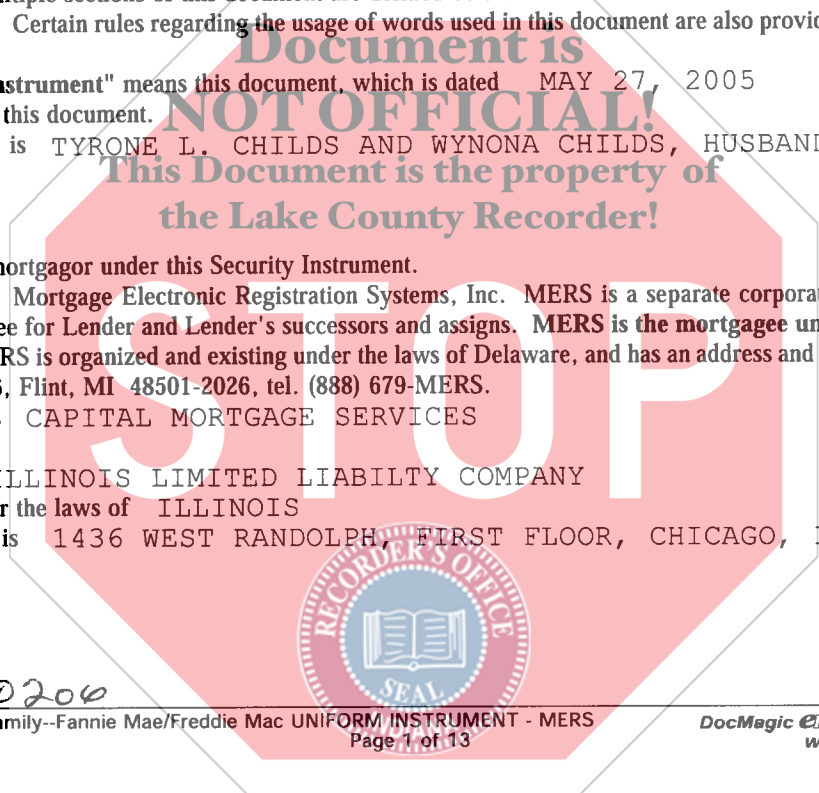 Certain rules regarding the usage of words used in this document are also provid
Document is
nstrument" means this document, which is dated MAY 27, 2005
this document.
NOT OFFICIAL!
is TYRONE L. CHILDS AND WYNONA CHILDS, HUSBAND
This Document is the property of
the Lake County Recorder!
mortgagor under this Security Instrument.
Mortgage Electronic Registration Systems, Inc. MERS is a separate corpora
ee for Lender and Lender's successors and assigns. MERS is the mortgagee un
RS is organized and existing under the laws of Delaware, and has an address and
, Flint, MI 48501-2026, tel. (888) 679-MERS.
STOP
CAPITAL MORTGAGE SERVICES
ILLINOIS LIMITED LIABILTY COMPANY
r the laws of ILLINOIS
is 1436 WEST RANDOLPH, FIRST FLOOR, CHICAGO, I
RECORDER'S OFFICE
SEAL
INDIANA
206
mily--Fannie Mae/Freddie Mac UNIFORM INSTRUMENT - MERS
DocMagic
Page 1 of 13
w